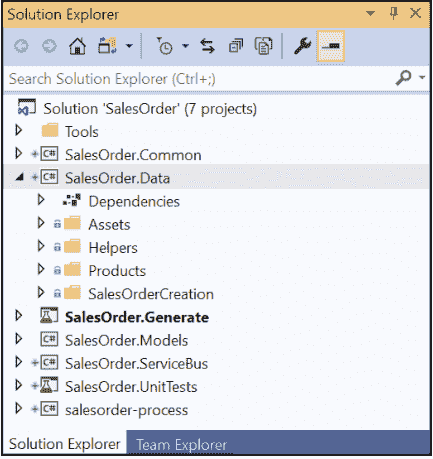 Solution Explorer
Search Solution Explorer (Ctrl+;)
Solution 'SalesOrder' (7 projects)
Tools
C# SalesOrder.Common
C# SalesOrder.Data
Dependencies
Assets
Helpers
Products
SalesOrderCreation
SalesOrder.Generate
C# SalesOrder.Models
C# SalesOrder.ServiceBus
SalesOrder.UnitTests
C# salesorder-process
Solution Explorer Team Explorer